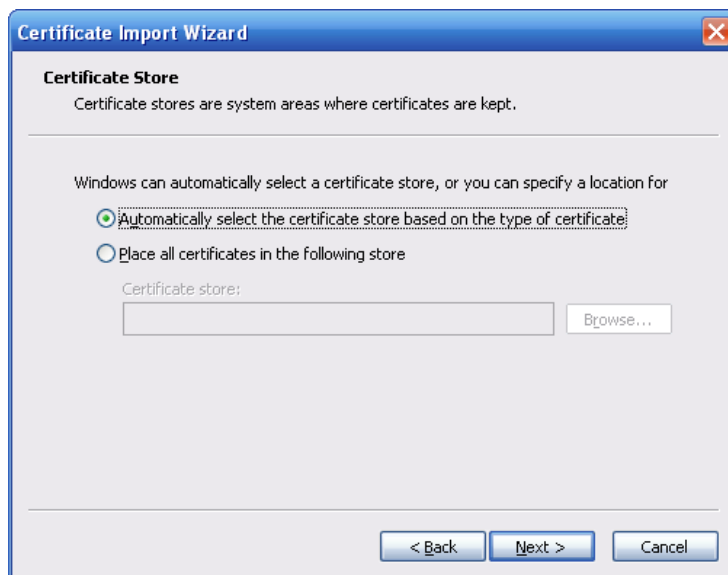 Certificate Import Wizard
Certificate Store
Certificate stores are system areas where certificates are kept.
Windows can automatically select a certificate store, or you can specify a location for
Automatically select the certificate store based on the type of certificate
Place all certificates in the following store
Certificate store:
Browse...
< Back Next > Cancel